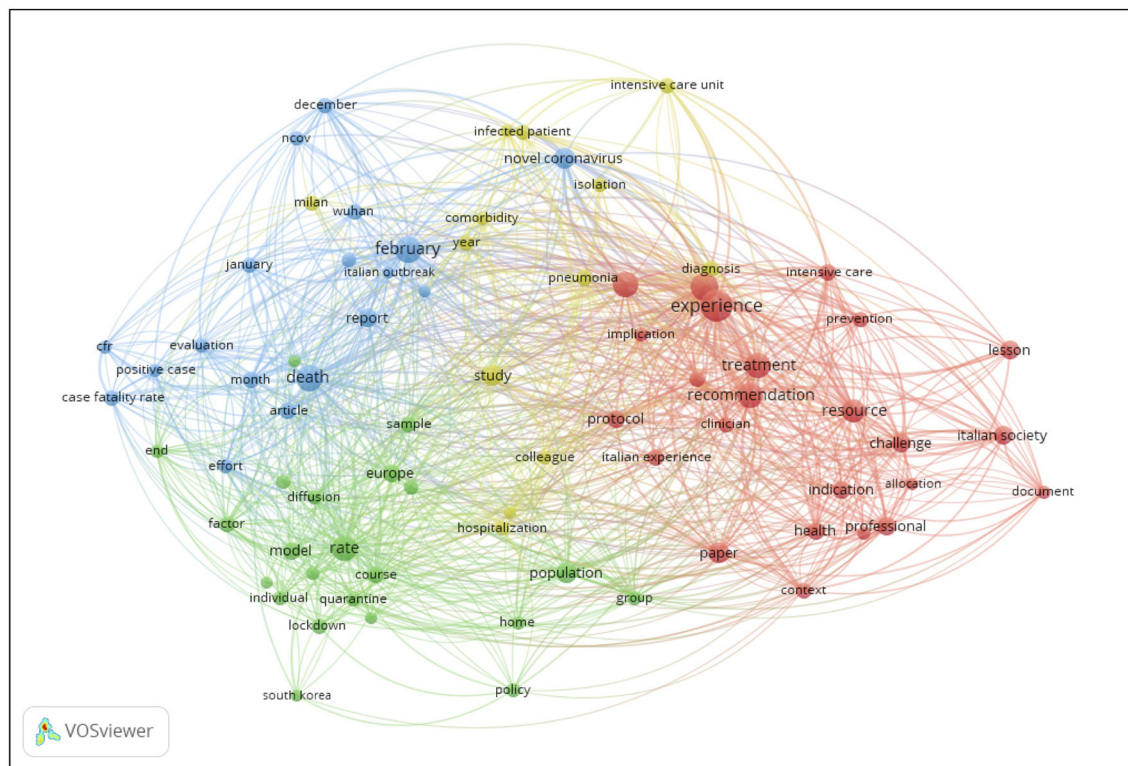 intensive care unit
december
infected patient
ncov
novel coronavirus
isolation
milan
wuhan
comorbidity
year
february
january
italian outbreak
pneumonia
diagnosis
intensive care
experience
report
implication
prevention
cfr
evaluation
lesson
positive case
month
death
study
treatment
case fatality rate
recommendation
article
sample
protocol
clinician
resource
end
effort
europe
colleague
italian experience
challenge
italian society
diffusion
indication
allocation
document
factor
hospitalization
health
professional
model
rate
paper
course
population
individual
quarantine
group
context
lockdown
home
south korea
policy
VOSviewer